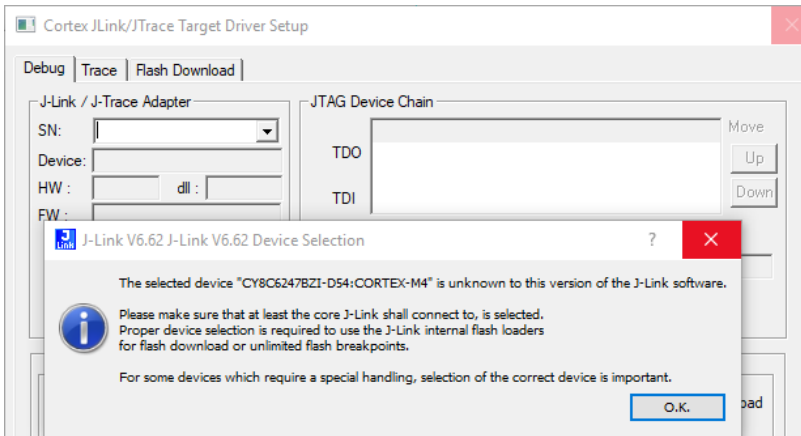 Cortex JLink/JTrace Target Driver Setup
Debug
Trace
Flash Download
J-Link / J-Trace Adapter
SN:
Device:
HW :
dll :
FW :
JTAG Device Chain
TDO
TDI
Move
Up
Down
J-Link V6.62 J-Link V6.62 Device Selection
The selected device "CY8C6247BZI-D54:CORTEX-M4" is unknown to this version of the J-Link software.
Please make sure that at least the core J-Link shall connect to, is selected.
Proper device selection is required to use the J-Link internal flash loaders
for flash download or unlimited flash breakpoints.
For some devices which require a special handling, selection of the correct device is important.
O.K.